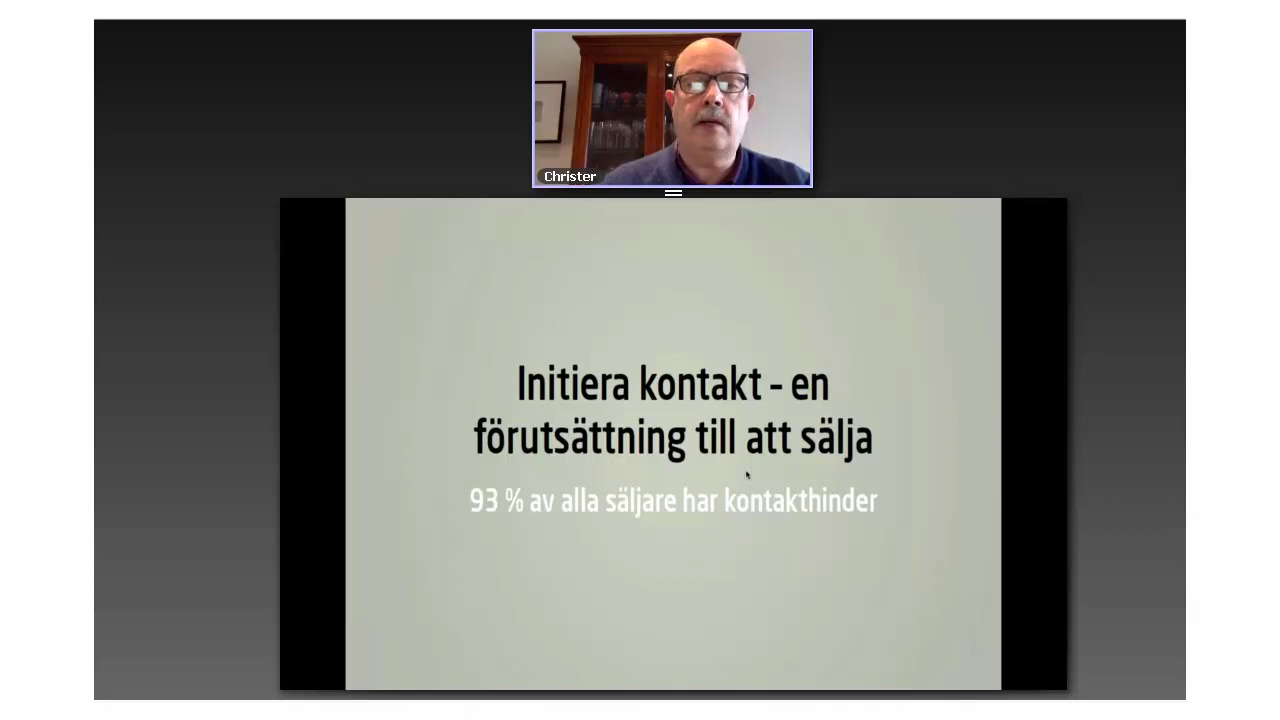 Christer
Initiera kontakt - en
förutsättning till att sälja
93 % av alla säljare har kontakthinder